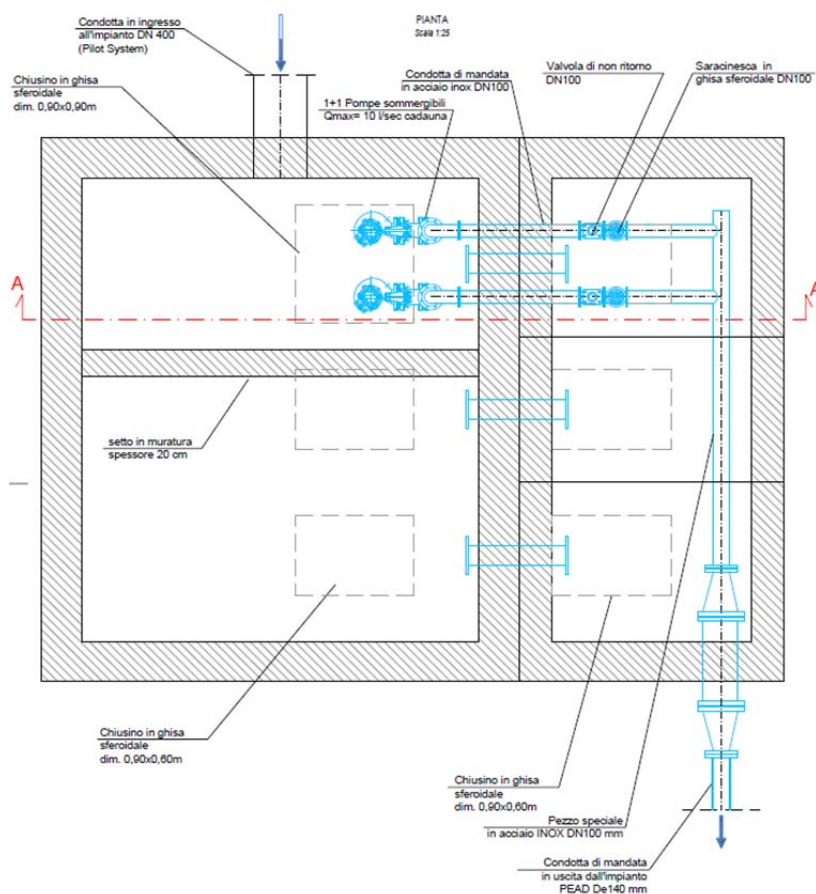 PIANTA
Scala 1:25
Condotta in ingresso
all'impianto DN 400
(Pilot System)
Chiusino in ghisa
sferoidale
dim. 0,90x0,90m
1+1 Pompe sommergibili
Qmax= 10 l/sec cadauna
Condotta di mandata
in acciaio inox DN100
Valvola di non ritorno
DN100
Saracinesca in
ghisa sferoidale DN100
A
A
setto in muratura
spessore 20 cm
Chiusino in ghisa
sferoidale
dim. 0,90x0,60m
Chiusino in ghisa
sferoidale
dim. 0,90x0,60m
Pezzo speciale
in acciaio INOX DN100 mm
Condotta di mandata
in uscita dall'impianto
PEAD De140 mm